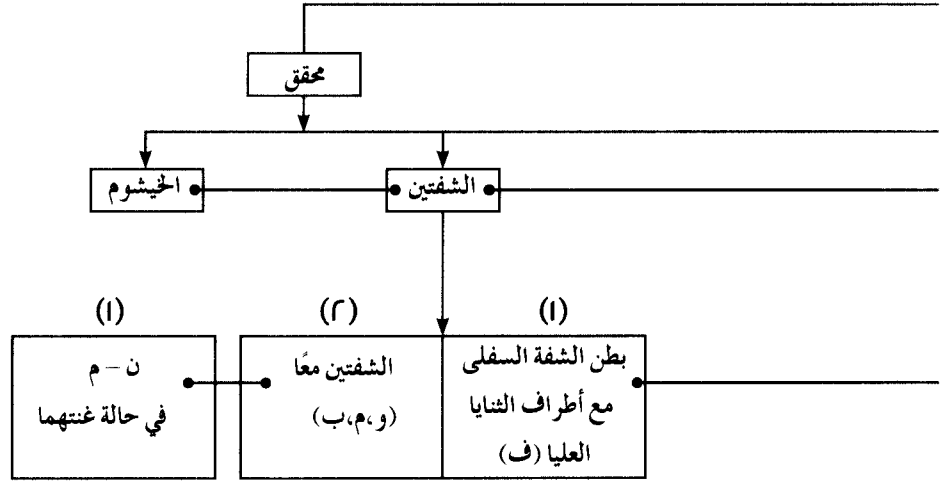 محقق
الشفتين
الخيشوم
(١)
بطن الشفة السفلى
مع أطراف الثنايا
العليا (ف)
(٢)
الشفتين معًا
(و،م،ب)
(١)
ن – م
في حالة غنتهما